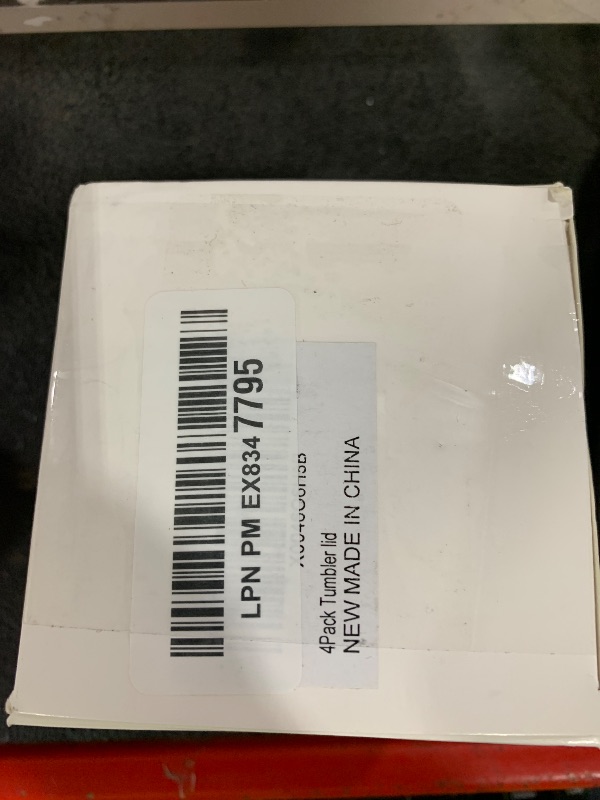 LPN PM EX834 7795
4Pack Tumbler lid
NEW MADE IN CHINA